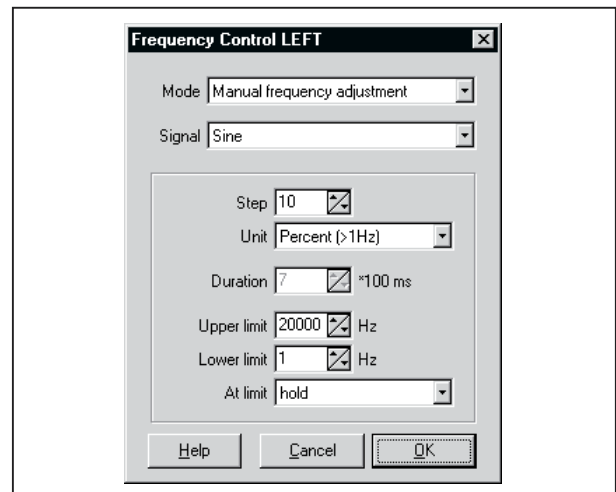 Frequency Control LEFT
Mode Manual frequency adjustment
Signal Sine
Step 10
Unit Percent (>1Hz)
Duration 7 *100 ms
Upper limit 20000 Hz
Lower limit 1 Hz
At limit hold
Help Cancel OK